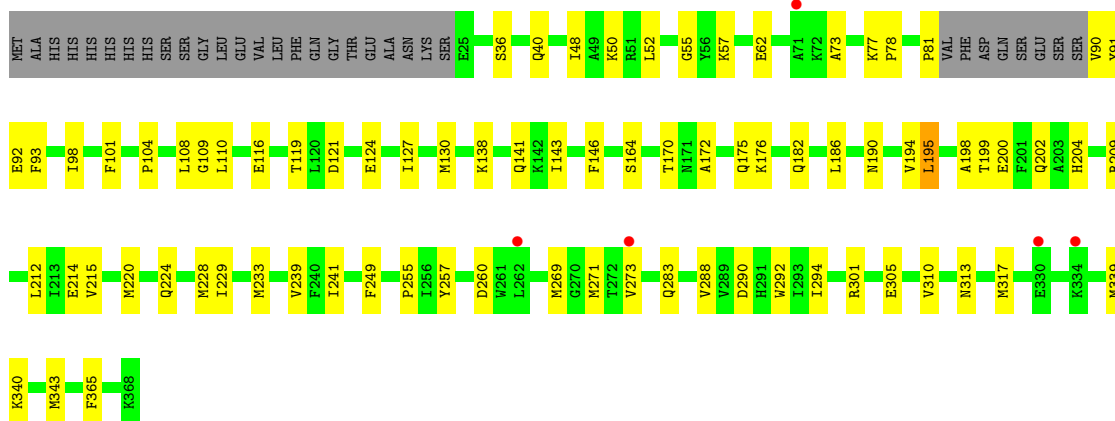 MET ALA HIS HIS HIS HIS HIS HIS SER SER GLY LEU GLU VAL LEU PHE GLN GLY THR GLU ALA ASN LYS SER E25 S36 Q40 I48 A49 K50 R51 L52 G55 Y56 K57 E62 A71 K72 A73 K77 P78 P81 VAL PHE ASP GLN SER GLU SER SER V90 Y91
E92 F93 I98 F101 P104 L108 G109 L110 E116 T119 L120 D121 E124 I127 M130 K138 Q141 K142 I143 F146 S164 T170 N171 A172 Q175 K176 Q182 L186 N190 V194 L195 A198 T199 E200 F201 Q202 A203 H204 R209
L212 I213 E214 V215 M220 Q224 M228 I229 M233 V239 F240 I241 F249 P255 I256 Y257 D260 W261 L262 M269 G270 M271 T272 V273 Q283 V288 V289 D290 H291 W292 I293 I294 R301 E305 V310 N313 M317 E330 K334 M339
K340 M343 F365 K368